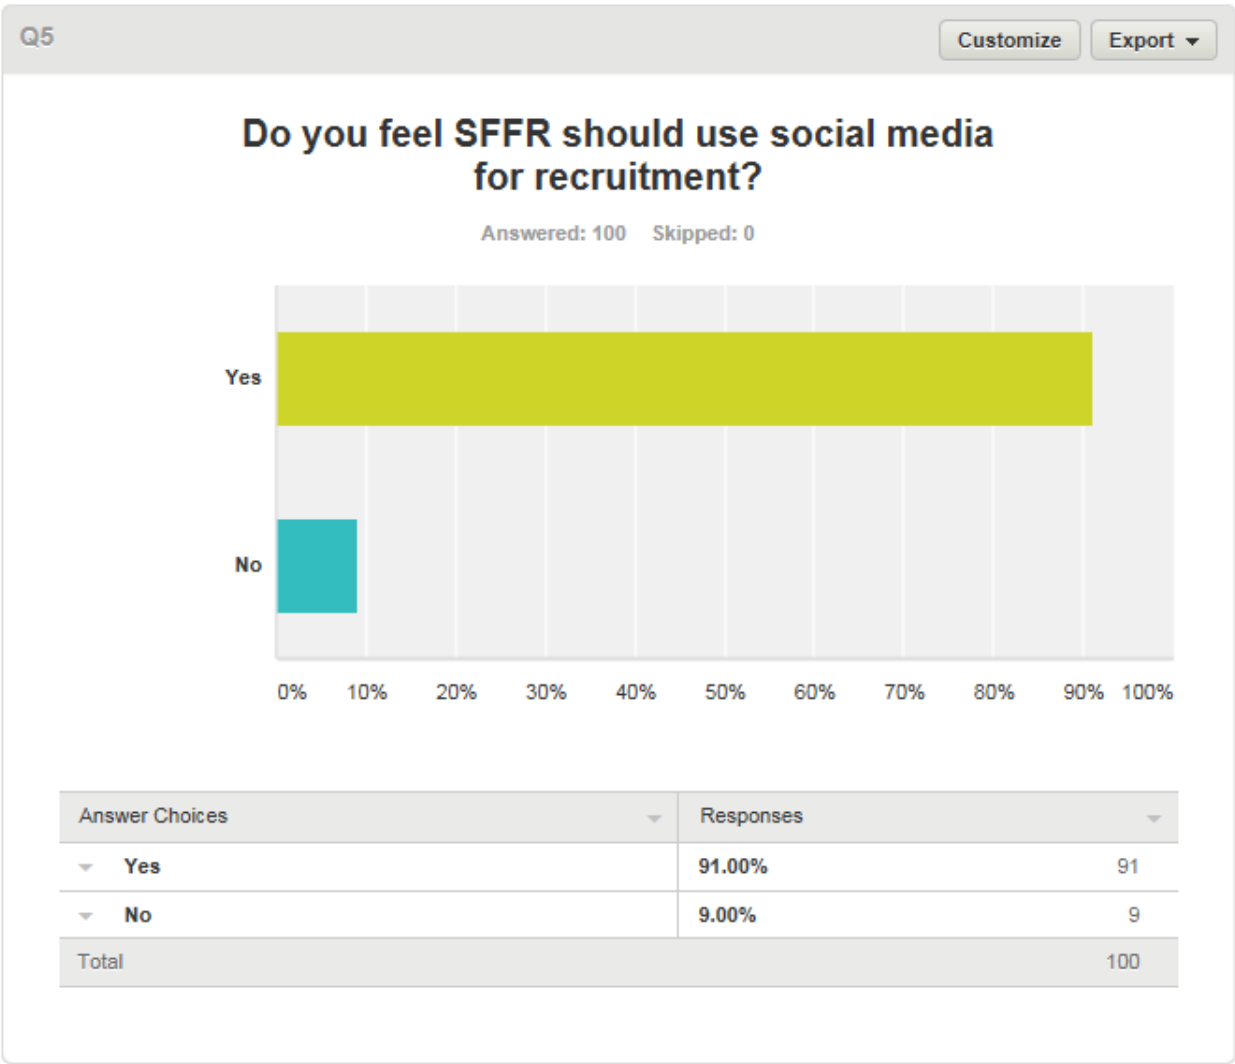 Q5
Customize
Export
Do you feel SFFR should use social media
for recruitment?
Answered: 100 Skipped: 0
Yes
No
0% 10% 20% 30% 40% 50% 60% 70% 80% 90% 100%
Answer Choices Responses
Yes 91.00% 91
No 9.00% 9
Total 100